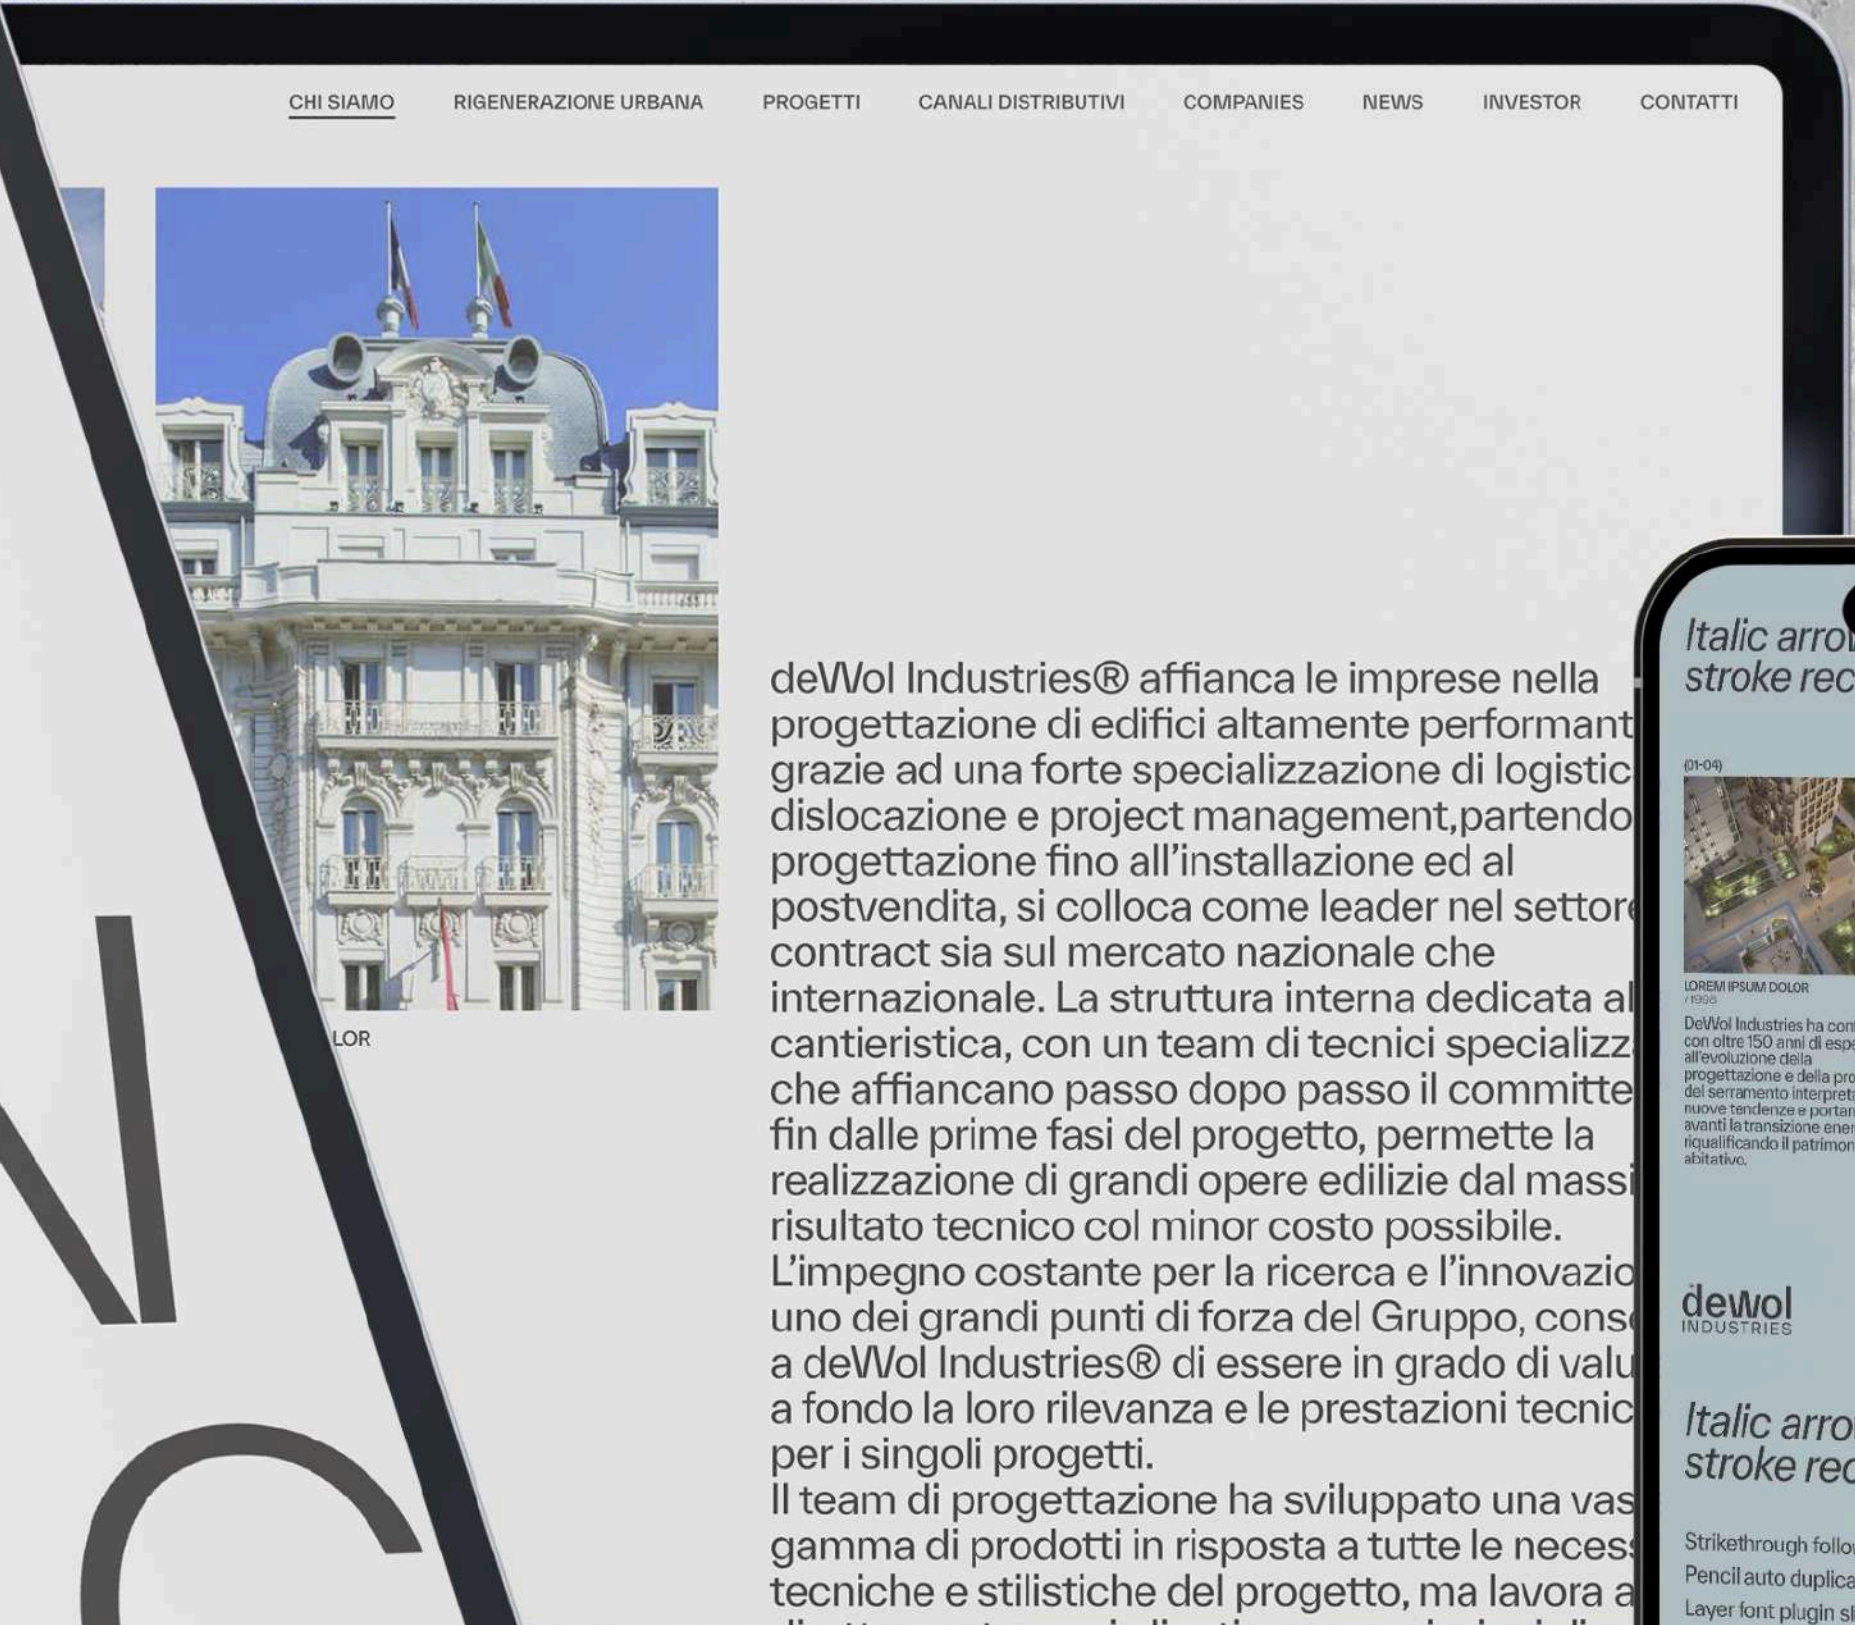 CHI SIAMO RIGENERAZIONE URBANA PROGETTI CANALI DISTRIBUTIVI COMPANIES NEWS INVESTOR CONTATTI
LOR
N
C
deWol Industries® affianca le imprese nella
progettazione di edifici altamente performant
grazie ad una forte specializzazione di logistic
dislocazione e project management,partendo
progettazione fino all’installazione ed al
postvendita, si colloca come leader nel settore
contract sia sul mercato nazionale che
internazionale. La struttura interna dedicata al
cantieristica, con un team di tecnici specializz
che affiancano passo dopo passo il committe
fin dalle prime fasi del progetto, permette la
realizzazione di grandi opere edilizie dal massi
risultato tecnico col minor costo possibile.
L’impegno costante per la ricerca e l’innovazio
uno dei grandi punti di forza del Gruppo, cons
a deWol Industries® di essere in grado di valu
a fondo la loro rilevanza e le prestazioni tecnic
per i singoli progetti.
Il team di progettazione ha sviluppato una vas
gamma di prodotti in risposta a tutte le neces
tecniche e stilistiche del progetto, ma lavora a
Italic arro
stroke rec
(01-04)
LOREM IPSUM DOLOR
/ 1998
DeWol Industries ha con
con oltre 150 anni di espe
all’evoluzione della
progettazione e della pro
del serramento interpreta
nuove tendenze e portan
avanti la transizione ener
riqualificando il patrimon
abitativo.
dewol
INDUSTRIES
Italic arro
stroke rec
Strikethrough follow
Pencil auto duplica
Layer font plugin sl